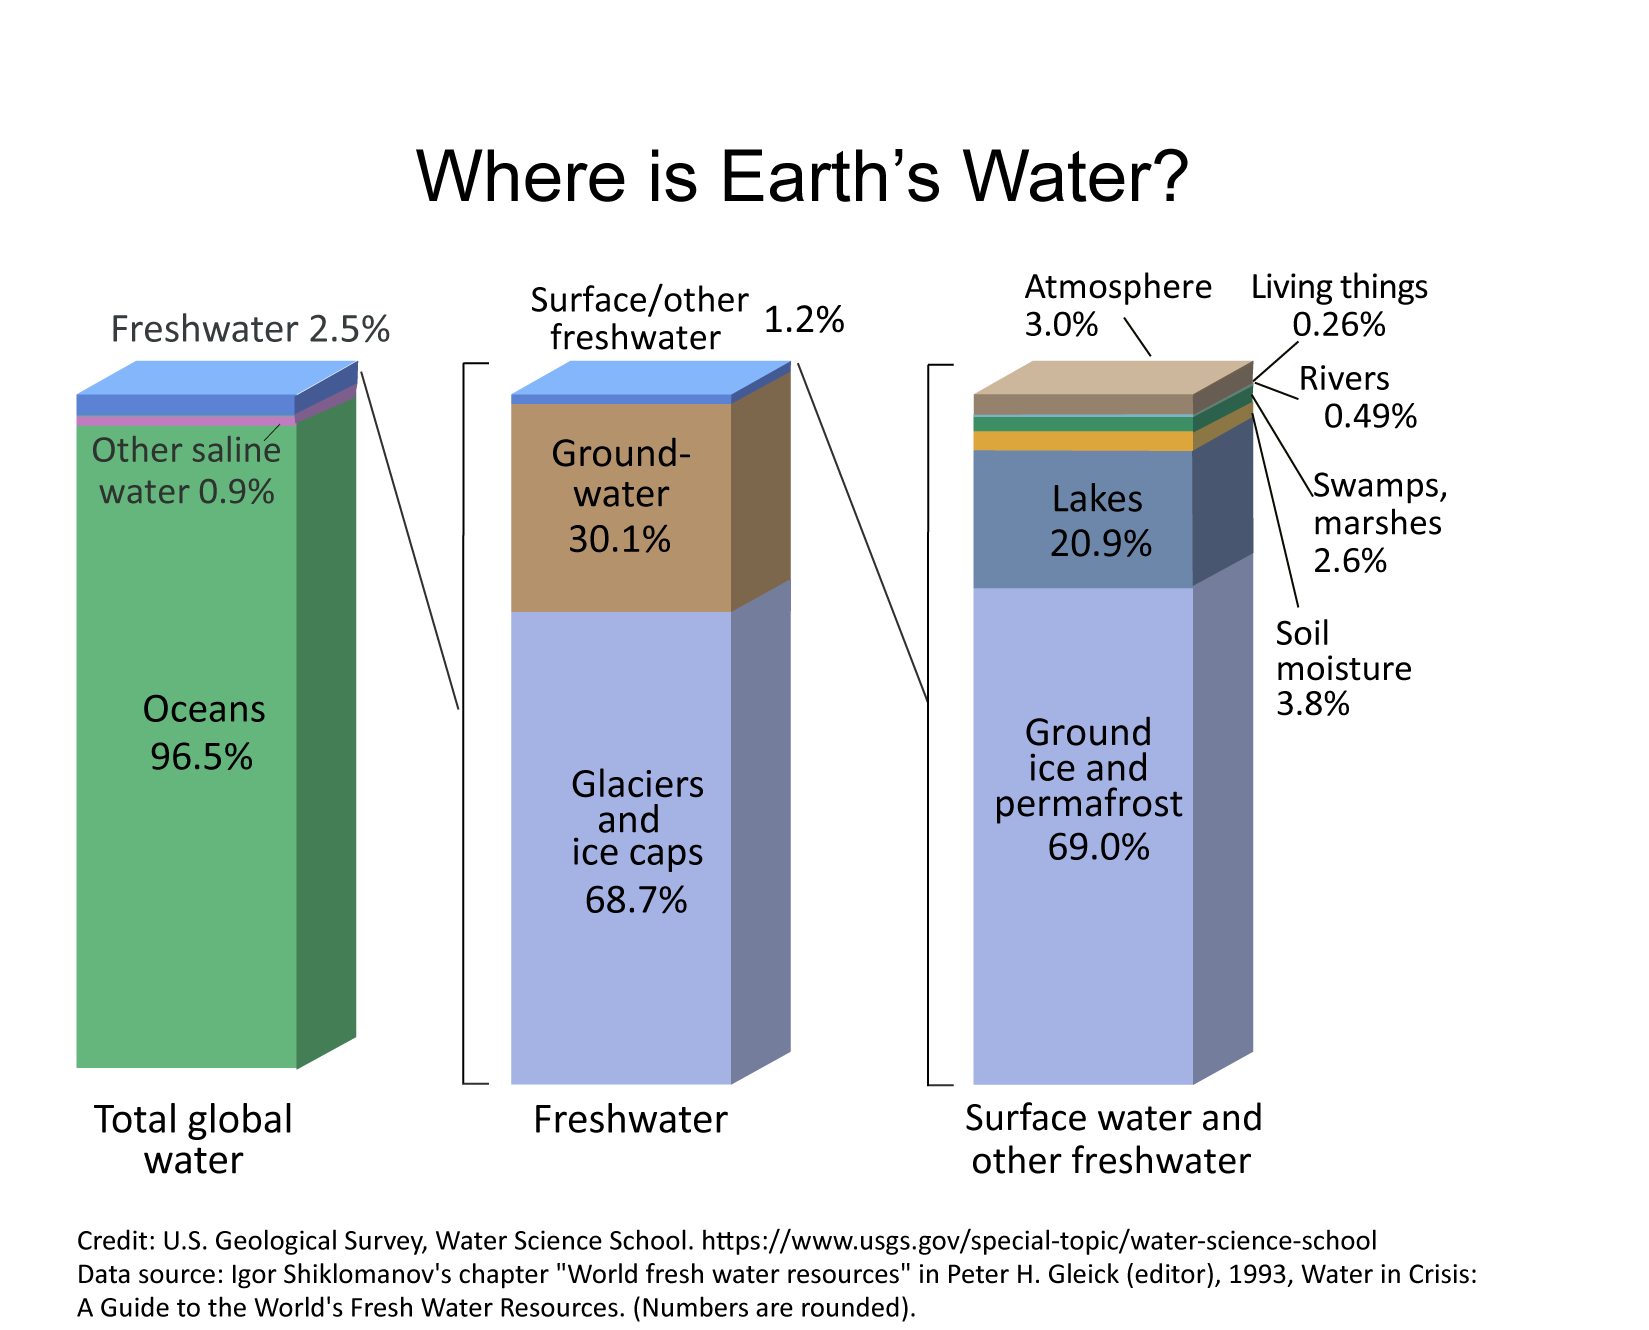 Where is Earth’s Water?
Freshwater 2.5%
Other saline
water 0.9%
Oceans
96.5%
Total global
water
Surface/other
freshwater
1.2%
Ground-
water
30.1%
Glaciers
and
ice caps
68.7%
Freshwater
Atmosphere
3.0%
Living things
0.26%
Rivers
0.49%
Swamps,
marshes
2.6%
Soil
moisture
3.8%
Lakes
20.9%
Ground
ice and
permafrost
69.0%
Surface water and
other freshwater
Credit: U.S. Geological Survey, Water Science School. https://www.usgs.gov/special-topic/water-science-school
Data source: Igor Shiklomanov's chapter "World fresh water resources" in Peter H. Gleick (editor), 1993, Water in Crisis:
A Guide to the World's Fresh Water Resources. (Numbers are rounded).